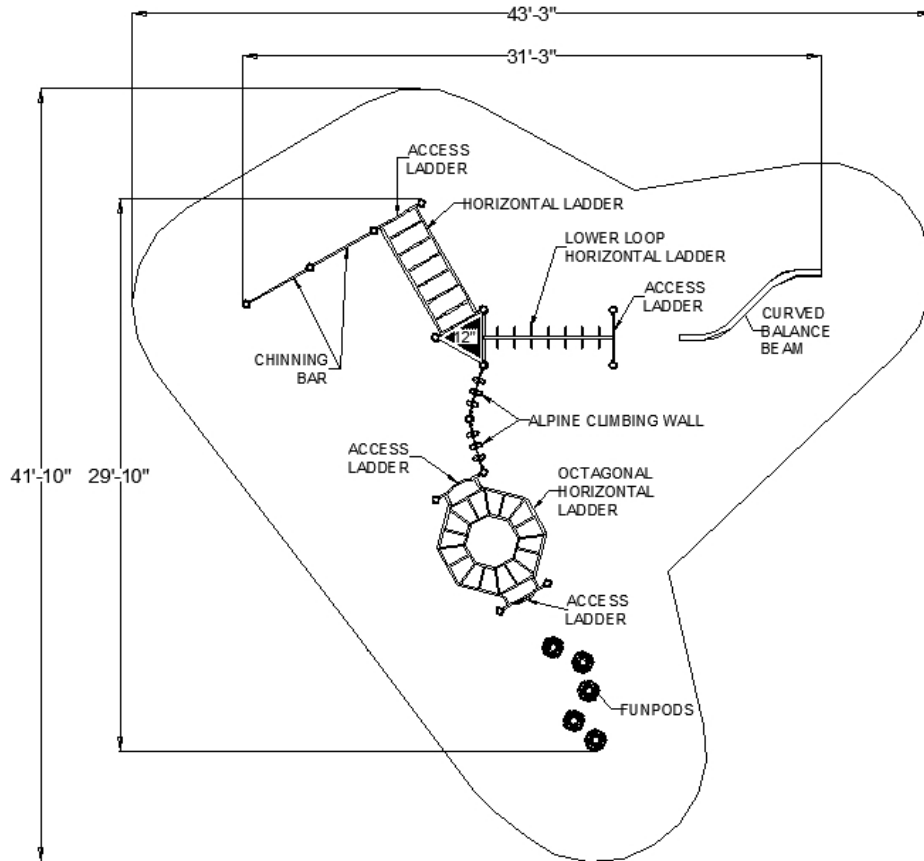 43'-3"
31'-3"
ACCESS
LADDER
HORIZONTAL LADDER
LOWER LOOP
HORIZONTAL LADDER
ACCESS
LADDER
12"
CURVED
BALANCE
BEAM
CHINNING
BAR
ALPINE CLIMBING WALL
ACCESS
LADDER
41'-10"
29'-10"
OCTAGONAL
HORIZONTAL
LADDER
ACCESS
LADDER
FUNPODS